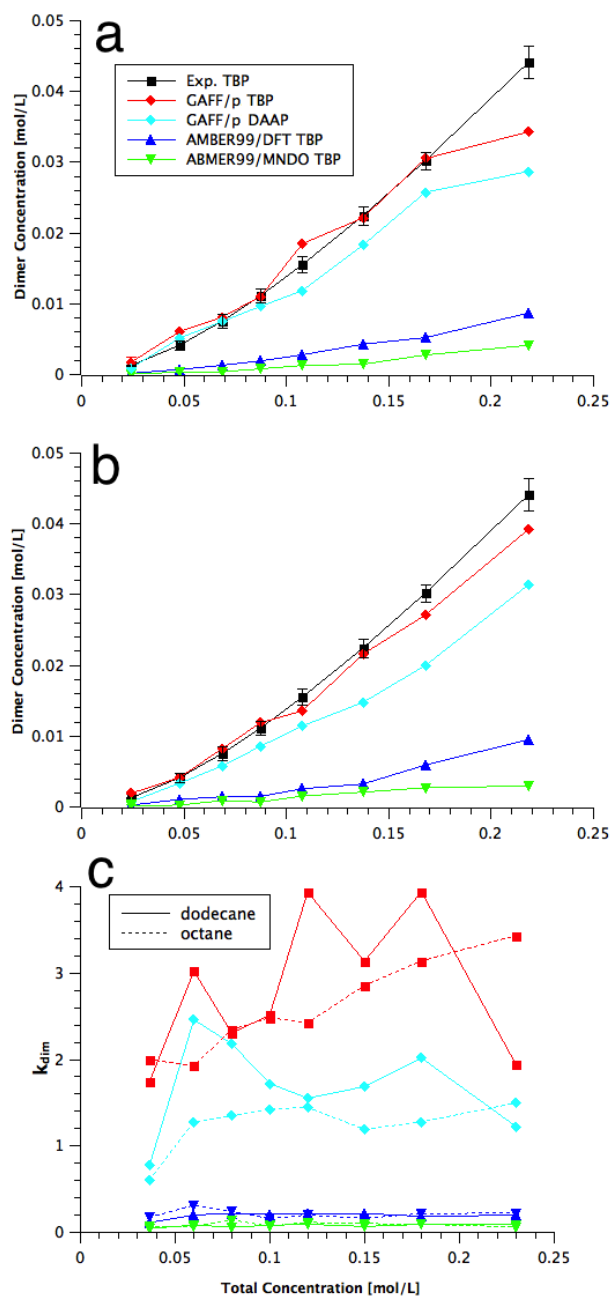 a
0.05
0.04
0.03
0.02
0.01
0
Dimer Concentration [mol/L]
Exp. TBP
GAFF/p TBP
GAFF/p DAAP
AMBER99/DFT TBP
ABMER99/MNDO TBP
0 0.05 0.1 0.15 0.2 0.25
b
0.05
0.04
0.03
0.02
0.01
0
Dimer Concentration [mol/L]
0 0.05 0.1 0.15 0.2 0.25
c
4
3
2
1
0
kdim
dodecane
octane
0 0.05 0.1 0.15 0.2 0.25
Total Concentration [mol/L]